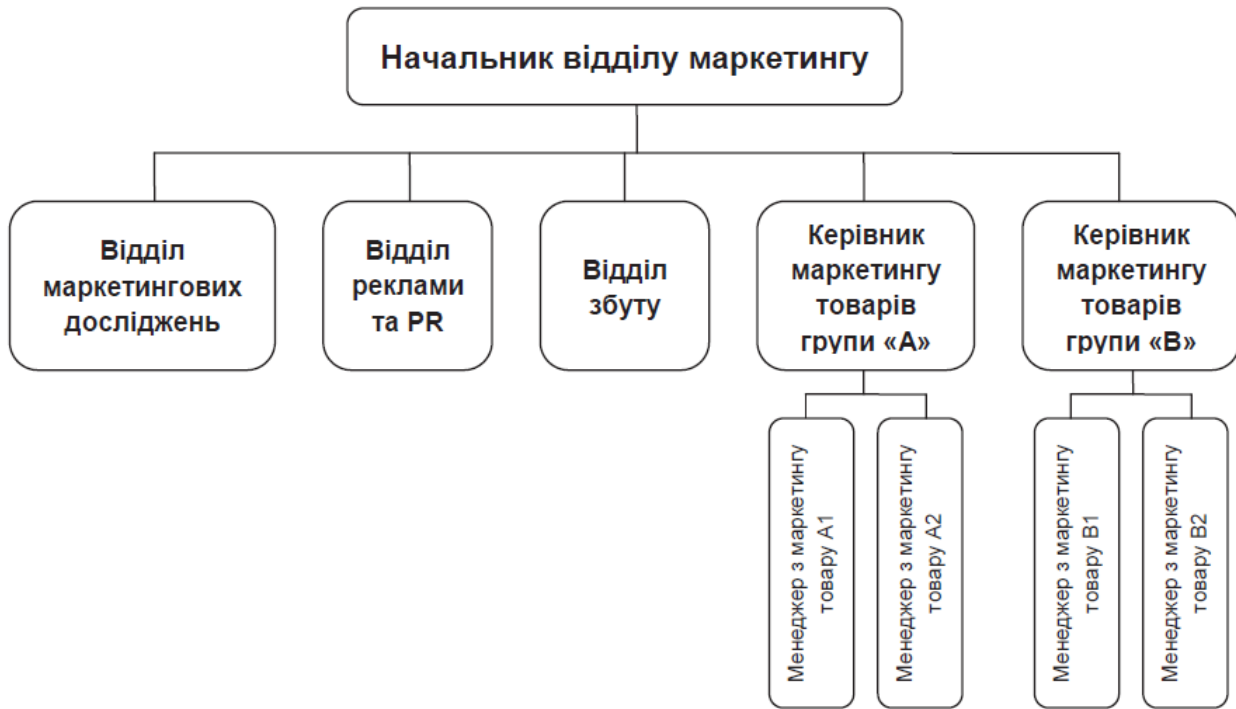 Начальник відділу маркетингу
Відділ
маркетингових
досліджень
Відділ
реклами
та PR
Відділ
збуту
Керівник
маркетингу
товарів
групи «А»
Керівник
маркетингу
товарів
групи «В»
Менеджер з маркетингу
товару А1
Менеджер з маркетингу
товару А2
Менеджер з маркетингу
товару В1
Менеджер з маркетингу
товару В2